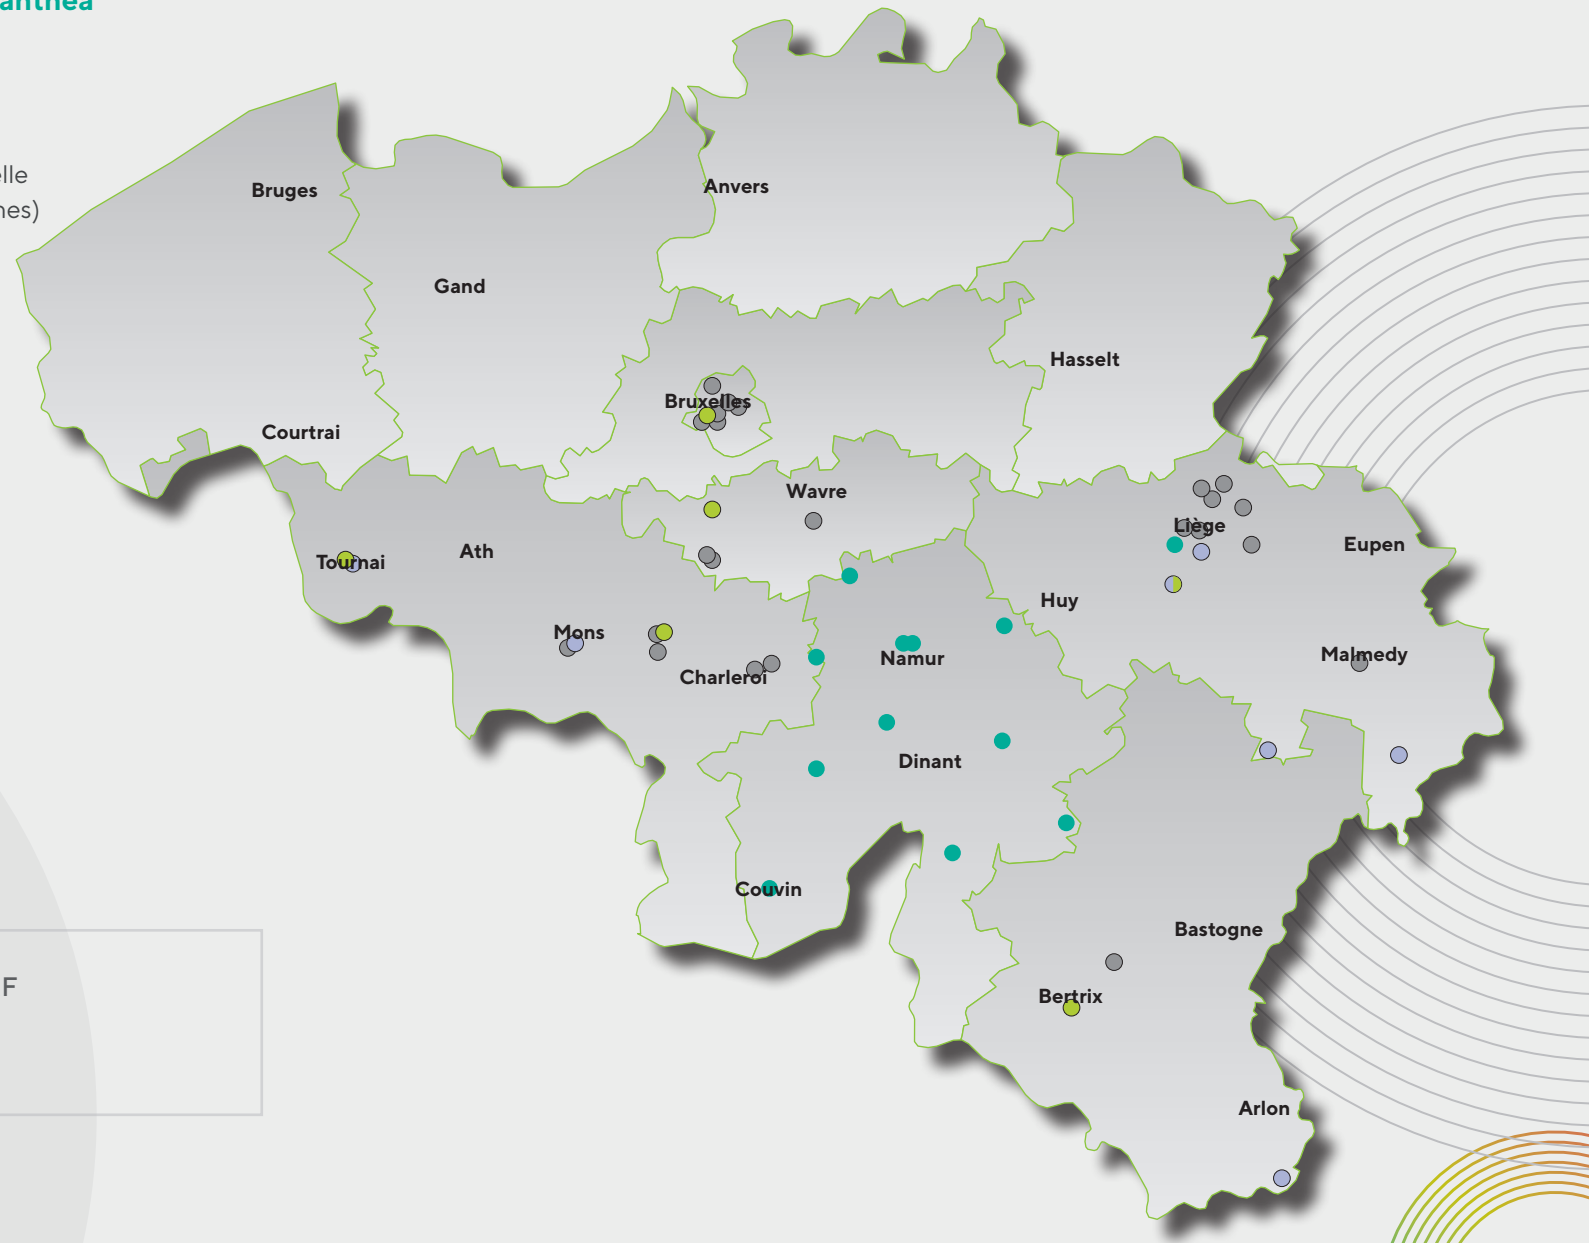 anthea
elle
nes)
Bruges
Anvers
Gand
Hasselt
Bruxelles
Courtrai
Wavre
Liège
Eupen
Ath
Tournai
Huy
Mons
Malmedy
Namur
Charleroi
Dinant
Couvin
Bastogne
F
Bertrix
Arlon